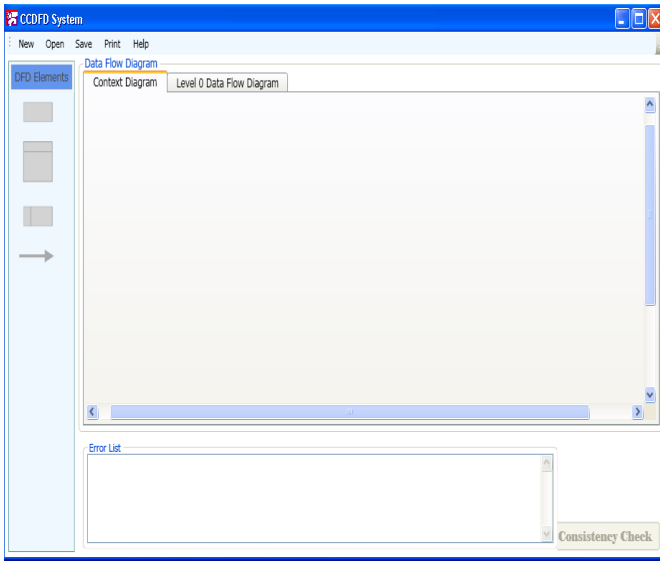 CCDFD System
New Open Save Print Help
DFD Elements
Data Flow Diagram
Context Diagram Level 0 Data Flow Diagram
Error List
Consistency Check